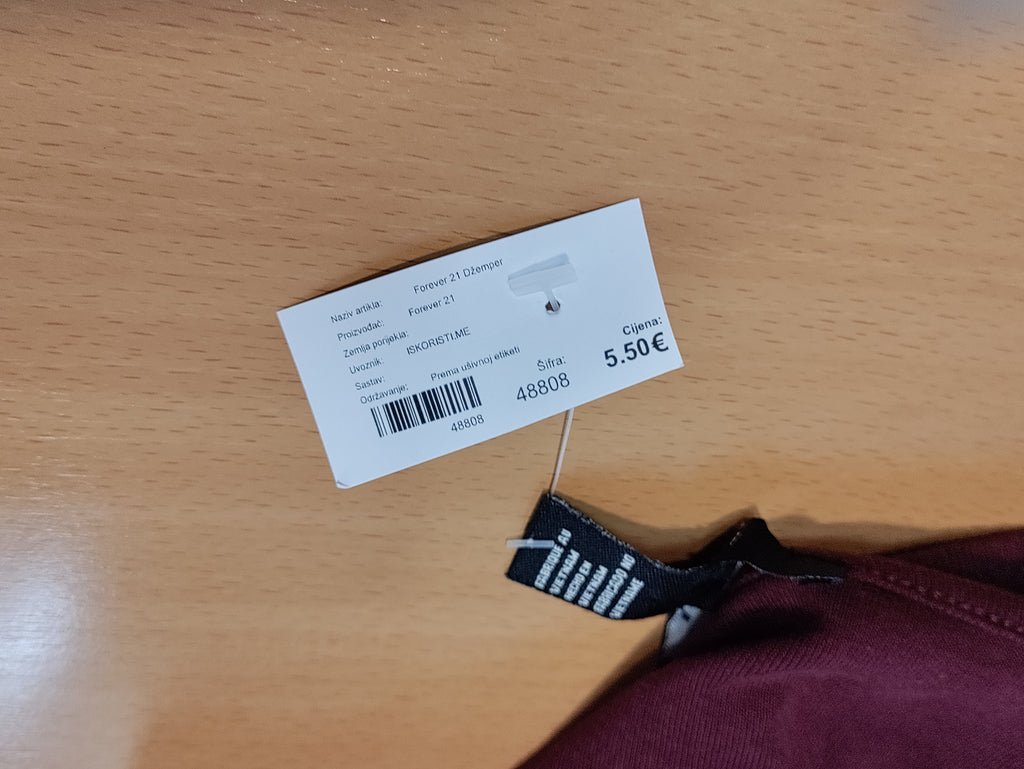 Naziv artikla: Forever 21 Džemper
Proizvođač: Forever 21
Zemlja porijekla:
Uvoznik: ISKORISTI.ME
Sastav:
Održavanje: Prema ušivnoj etiketi
48808
Šifra:
48808
Cijena:
5.50€